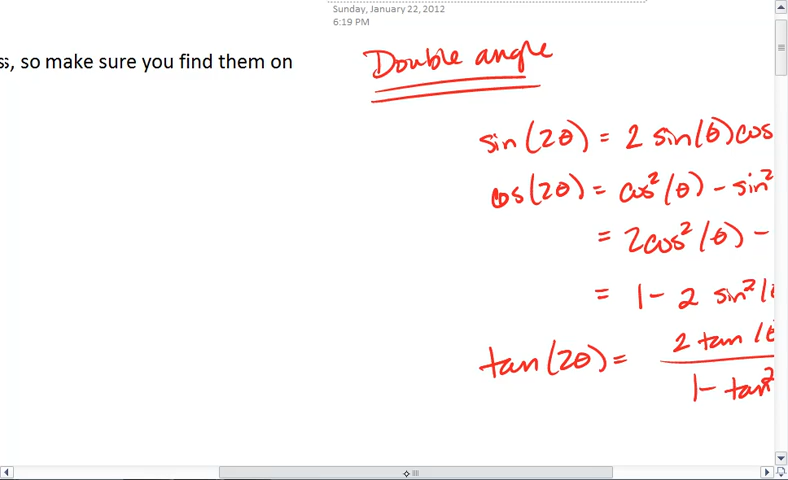 Sunday, January 22, 2012
6:19 PM
ss, so make sure you find them on
Double angle
sin(2θ) = 2 sin(θ)cos
cos(2θ) = cos²(θ) - sin²
= 2cos²(θ) -
= 1 - 2 sin²(θ
tan(2θ) = 2 tan(θ
1 - tan²